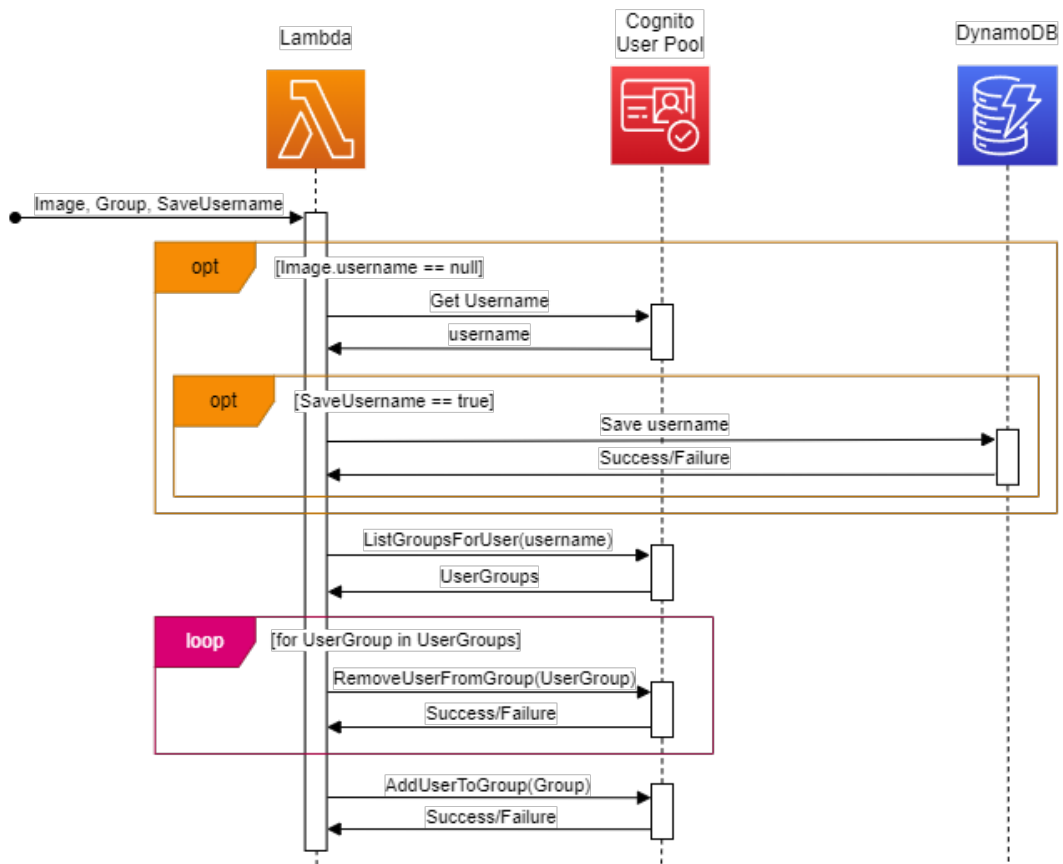 Lambda
Cognito
User Pool
DynamoDB
Image, Group, SaveUsername
opt
[Image.username == null]
Get Username
username
opt
[SaveUsername == true]
Save username
Success/Failure
ListGroupsForUser(username)
UserGroups
loop
[for UserGroup in UserGroups]
RemoveUserFromGroup(UserGroup)
Success/Failure
AddUserToGroup(Group)
Success/Failure